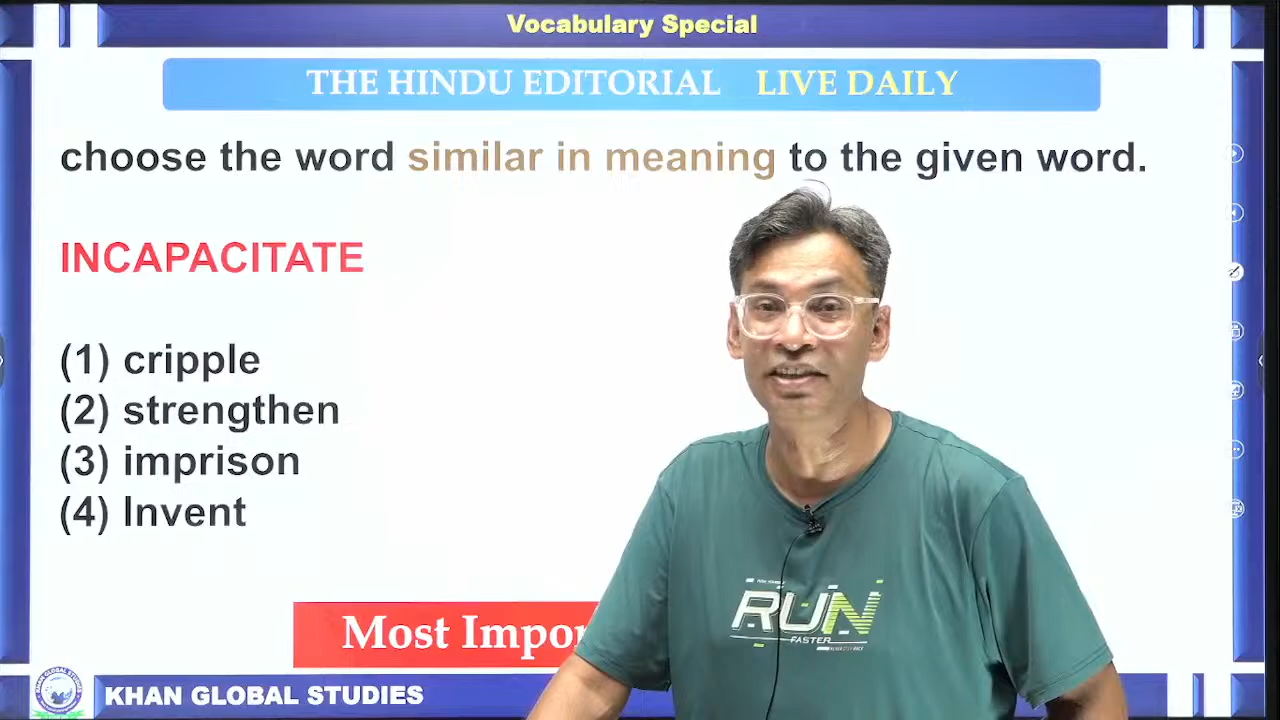 Vocabulary Special
THE HINDU EDITORIAL LIVE DAILY
choose the word similar in meaning to the given word.
INCAPACITATE
(1) cripple
(2) strengthen
(3) imprison
(4) Invent
RUN
FASTER
Most Impor
KHAN GLOBAL STUDIES